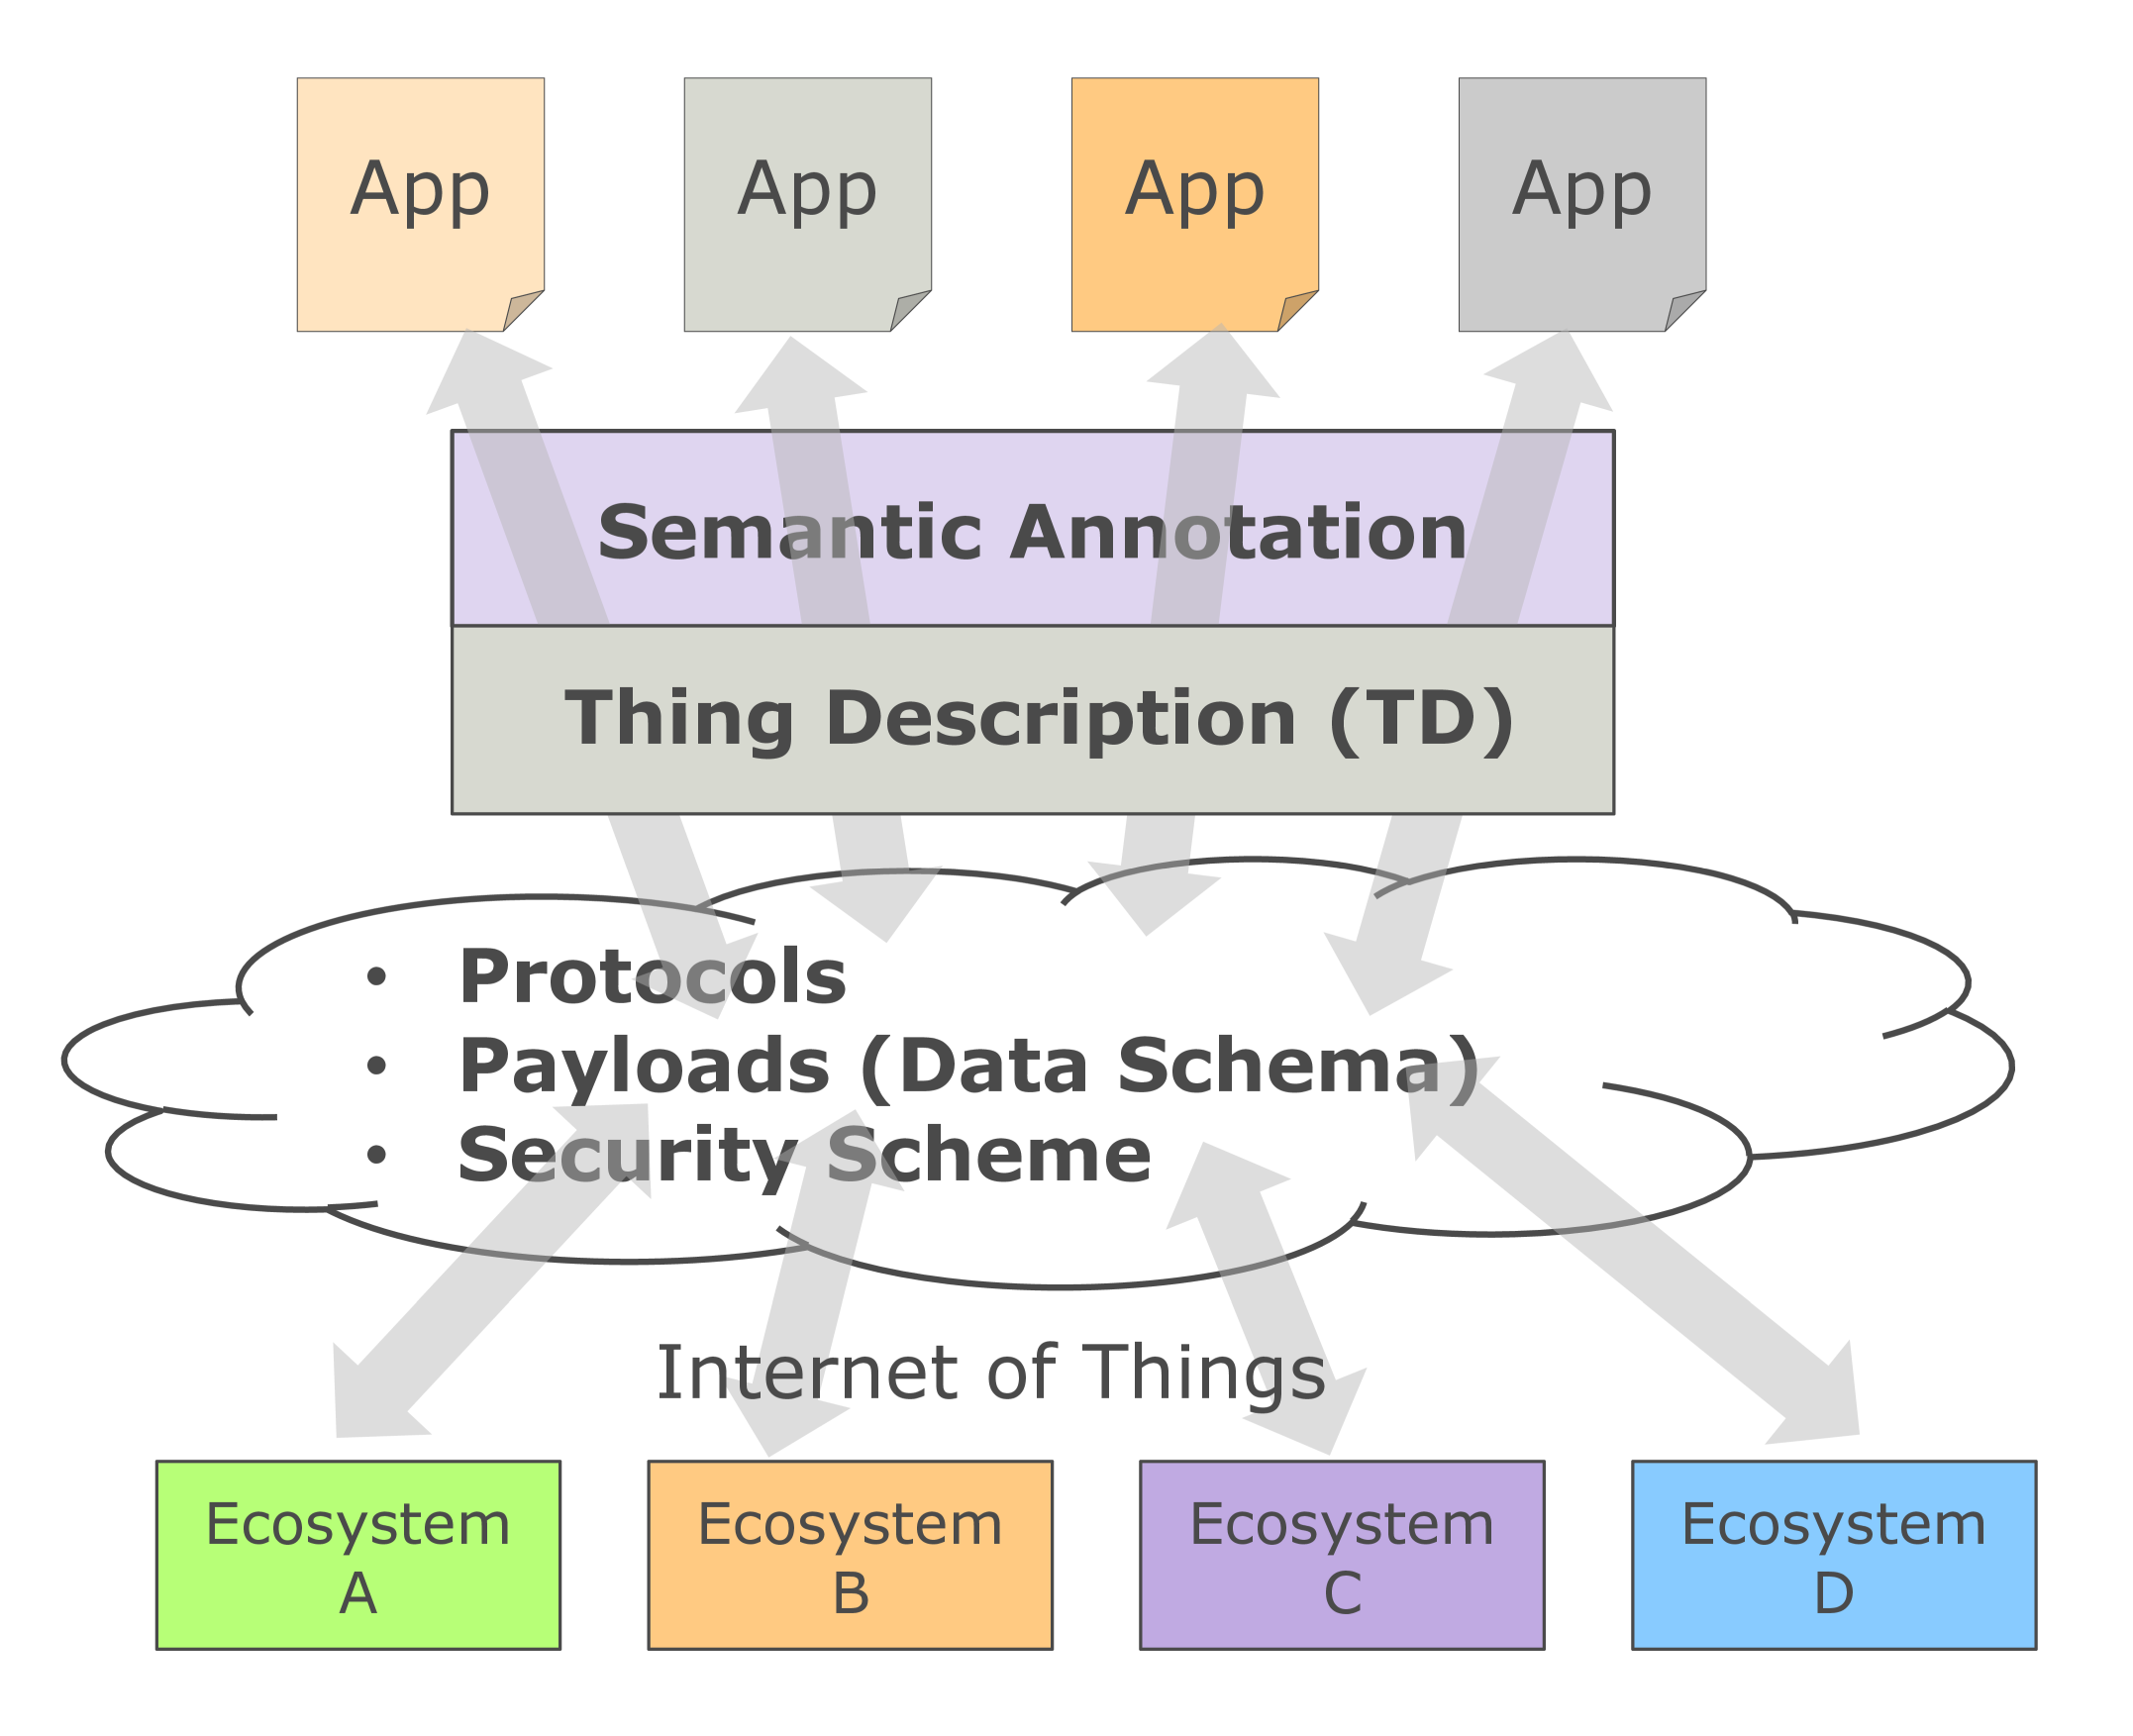 App
App
App
App
Semantic Annotation
Thing Description (TD)
• Protocols
• Payloads (Data Schema)
• Security Scheme
Internet of Things
Ecosystem
A
Ecosystem
B
Ecosystem
C
Ecosystem
D